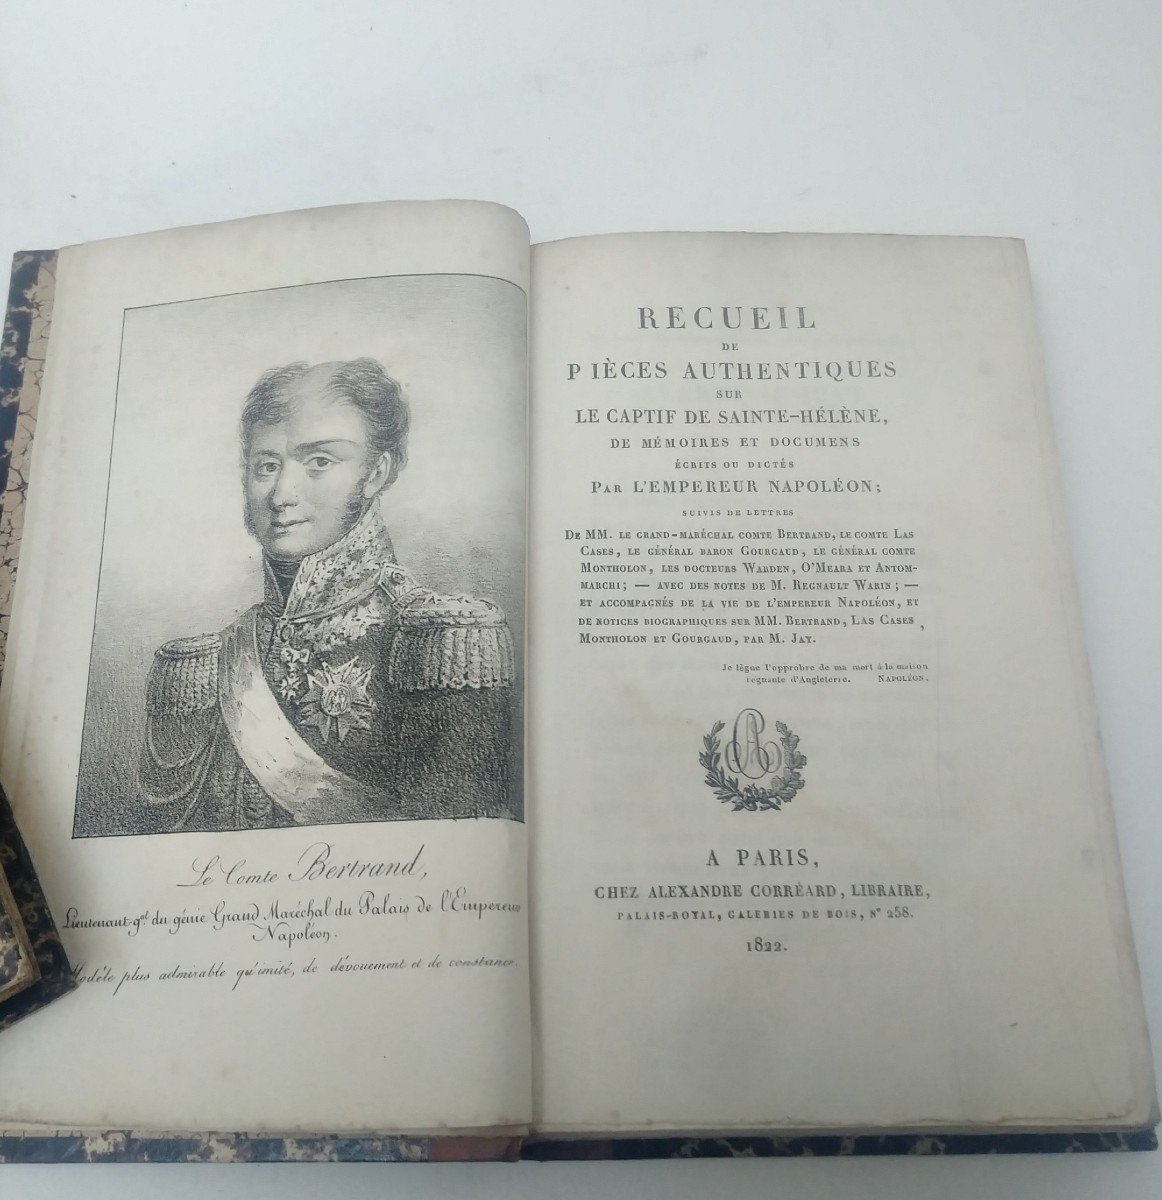 Le Comte Bertrand,
Lieutenant-gal. du génie Grand Maréchal du Palais de l'Empereur
Napoléon.
Modèle plus admirable qu'imité, de dévouement et de constance.
RECUEIL
DE
PIÈCES AUTHENTIQUES
SUR
LE CAPTIF DE SAINTE-HÉLÈNE,
DE MÉMOIRES ET DOCUMENS
ÉCRITS OU DICTÉS
PAR L'EMPEREUR NAPOLÉON;
SUIVIS DE LETTRES
DE MM. LE GRAND-MARÉCHAL COMTE BERTRAND, LE COMTE LAS
CASES, LE GÉNÉRAL BARON GOURGAUD, LE GÉNÉRAL COMTE
MONTHOLON, LES DOCTEURS WARDEN, O'MEARA ET ANTOM-
MARCHI; — AVEC DES NOTES DE M. REGNAULT WARIN; —
ET ACCOMPAGNÉS DE LA VIE DE L'EMPEREUR NAPOLÉON, ET
DE NOTICES BIOGRAPHIQUES SUR MM. BERTRAND, LAS CASES,
MONTHOLON ET GOURGAUD, PAR M. JAY.
Je lègue l'opprobre de ma mort à la maison
régnante d'Angleterre. NAPOLÉON.
A PARIS,
CHEZ ALEXANDRE CORRÉARD, LIBRAIRE,
PALAIS-ROYAL, GALERIES DE BOIS, N° 258.
1822.